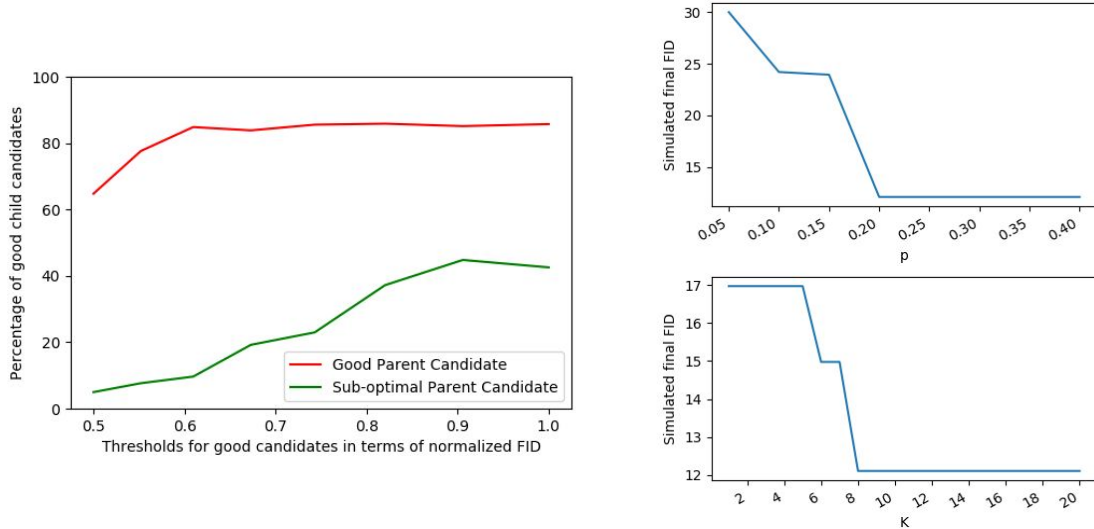 Percentage of good child candidates
100
80
60
40
20
0
0.5 0.6 0.7 0.8 0.9 1.0
Thresholds for good candidates in terms of normalized FID
Good Parent Candidate
Sub-optimal Parent Candidate
Simulated final FID
30
25
20
15
0.05 0.10 0.15 0.20 0.25 0.30 0.35 0.40
p
Simulated final FID
17
16
15
14
13
12
2 4 6 8 10 12 14 16 18 20
K